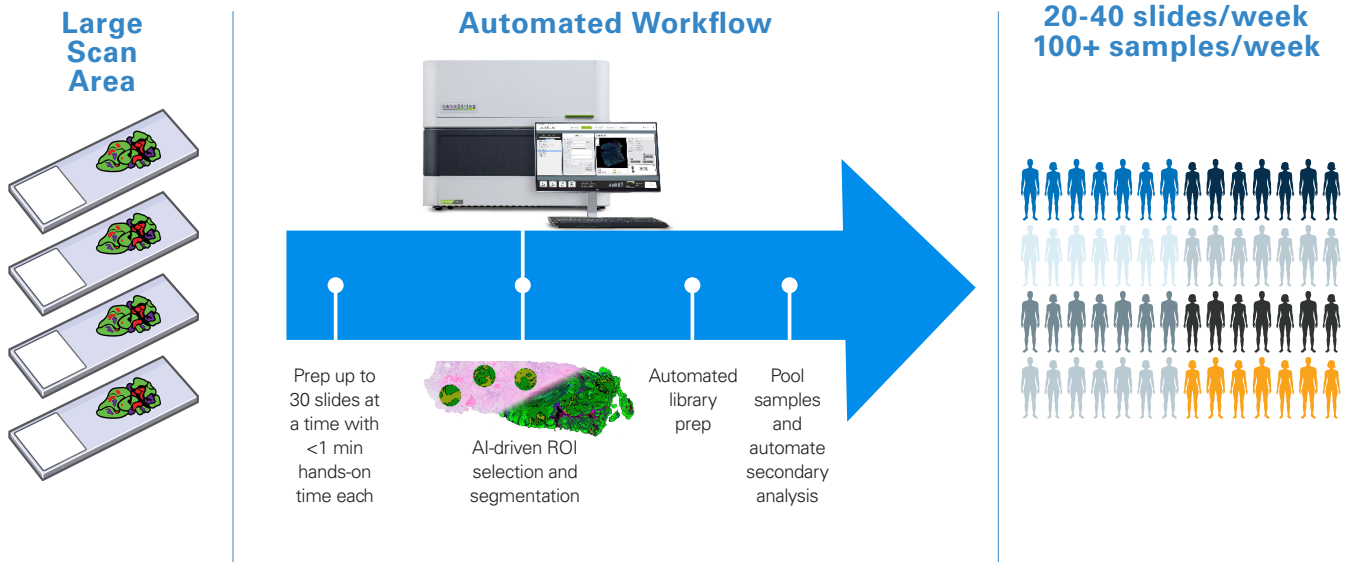 Large
Scan
Area
Automated Workflow
20-40 slides/week
100+ samples/week
nanoString
Prep up to
30 slides at
a time with
<1 min
hands-on
time each
AI-driven ROI
selection and
segmentation
Automated
library
prep
Pool
samples
and
automate
secondary
analysis